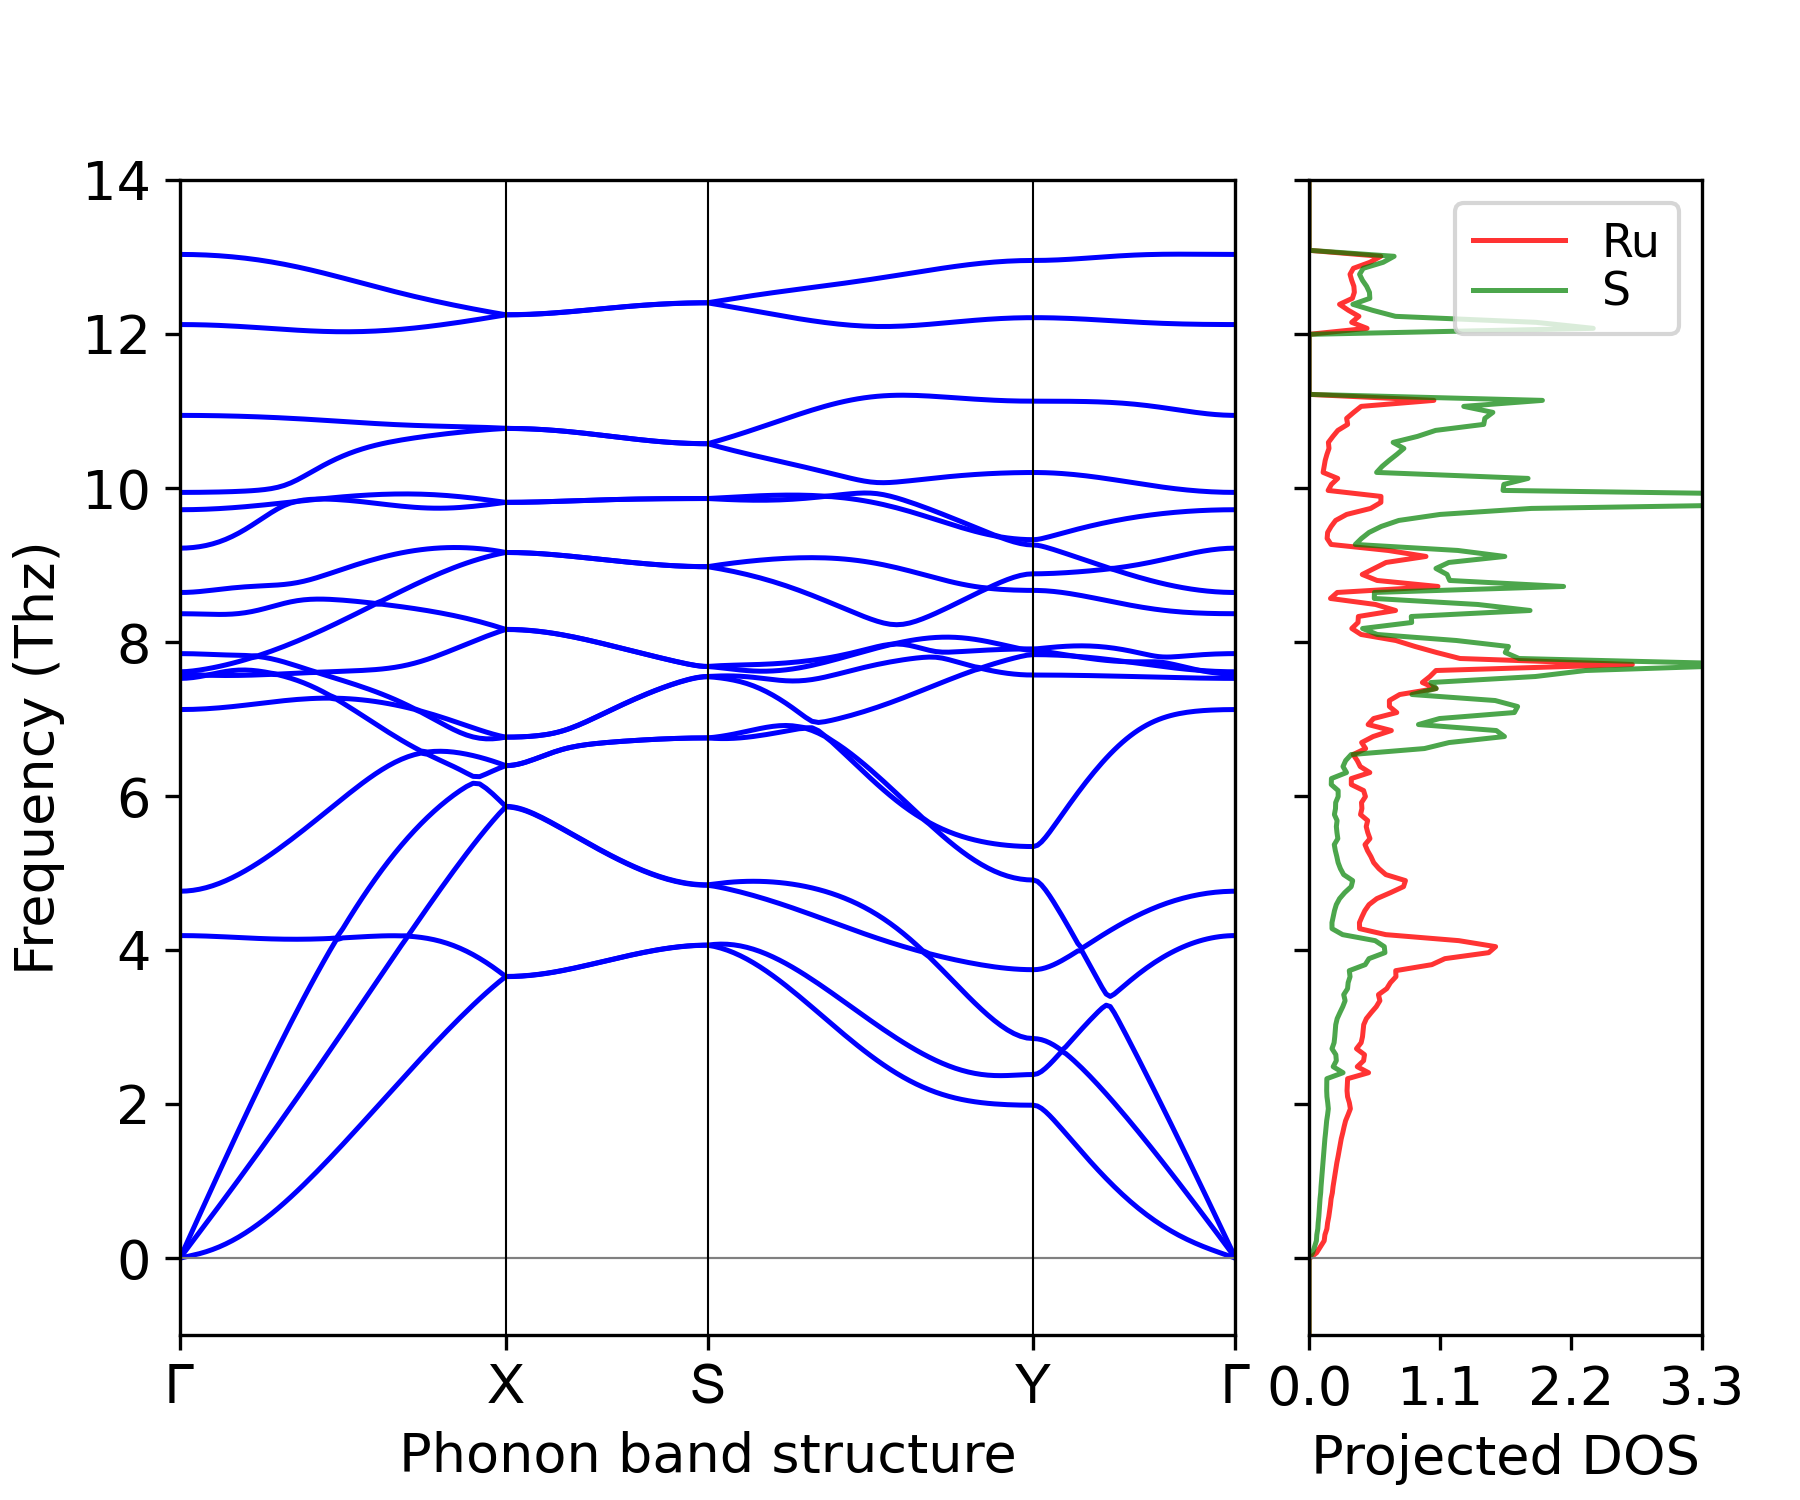 14
12
10
8
6
4
2
0
Frequency (Thz)
Γ X S Y Γ
Phonon band structure
Ru
S
0.0 1.1 2.2 3.3
Projected DOS